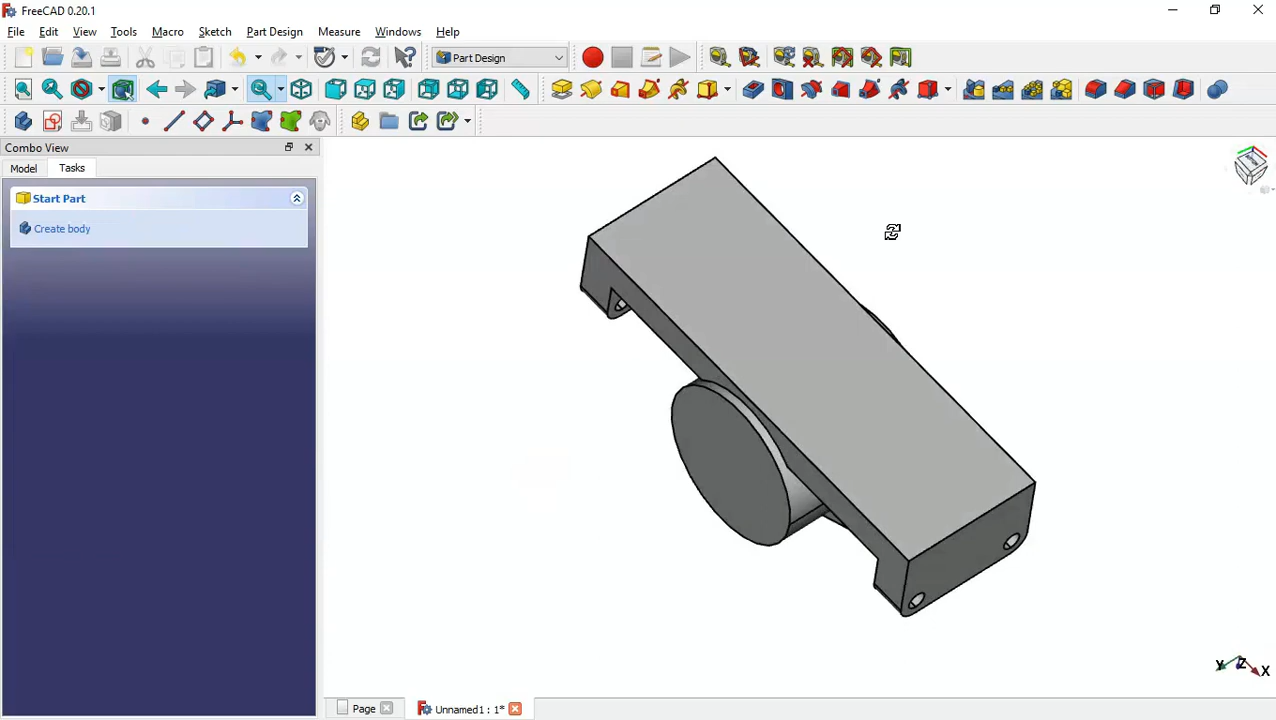 FreeCAD 0.20.1
File Edit View Tools Macro Sketch Part Design Measure Windows Help
Part Design
Combo View
Model Tasks
Start Part
Create body
Y Z X
Page Unnamed1 : 1*